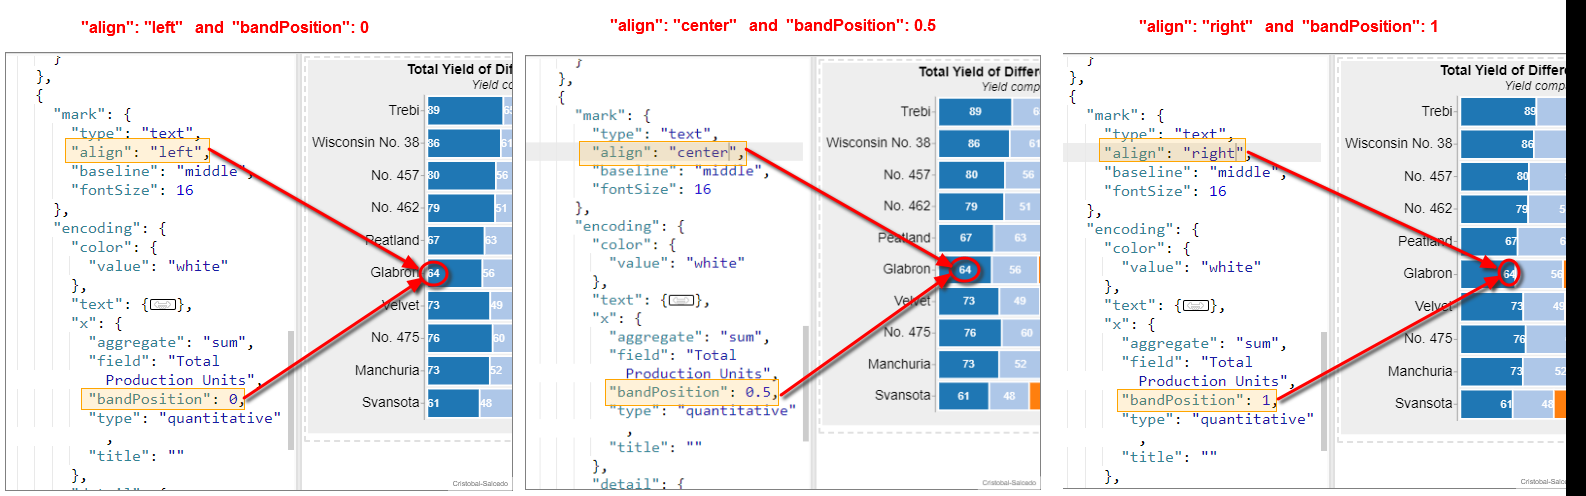 "align": "left"   and  "bandPosition": 0
}
},
{
"mark": {
"type": "text",
"align": "left",
"baseline": "middle",
"fontSize": 16
},
"encoding": {
"color": {
"value": "white"
},
"text": {
},
"x": {
"aggregate": "sum",
"field": "Total
Production Units",
"bandPosition": 0,
"type": "quantitative"
,
"title": ""
},
Total Yield of Dif
Yield co
Trebi 89
Wisconsin No. 38 86 61
No. 457 80 56
No. 462 79 51
Peatland 67 63
Glabron 64 56
Velvet 73 49
No. 475 76 60
Manchuria 73 52
Svansota 61 48
Cristobal-Salcedo
"align": "center"   and  "bandPosition": 0.5
}
},
{
"mark": {
"type": "text",
"align": "center",
"baseline": "middle",
"fontSize": 16
},
"encoding": {
"color": {
"value": "white"
},
"text": {
},
"x": {
"aggregate": "sum",
"field": "Total
Production Units",
"bandPosition": 0.5,
"type": "quantitative"
,
"title": ""
},
"detail": {
Total Yield of Differ
Yield comp
Trebi 89 6
Wisconsin No. 38 86 61
No. 457 80 56
No. 462 79 51
Peatland 67 63
Glabron 64 56
Velvet 73 49
No. 475 76 60
Manchuria 73 52
Svansota 61 48
Cristobal-Salcedo
"align": "right"   and  "bandPosition": 1
}
},
{
"mark": {
"type": "text",
"align": "right",
"baseline": "middle",
"fontSize": 16
},
"encoding": {
"color": {
"value": "white"
},
"text": {
},
"x": {
"aggregate": "sum",
"field": "Total
Production Units",
"bandPosition": 1,
"type": "quantitative"
,
"title": ""
},
Total Yield of Differe
Yield compa
Trebi 89
Wisconsin No. 38 86
No. 457 80
No. 462 79 5
Peatland 67 6
Glabron 64 56
Velvet 73 49
No. 475 76
Manchuria 73 52
Svansota 61 48